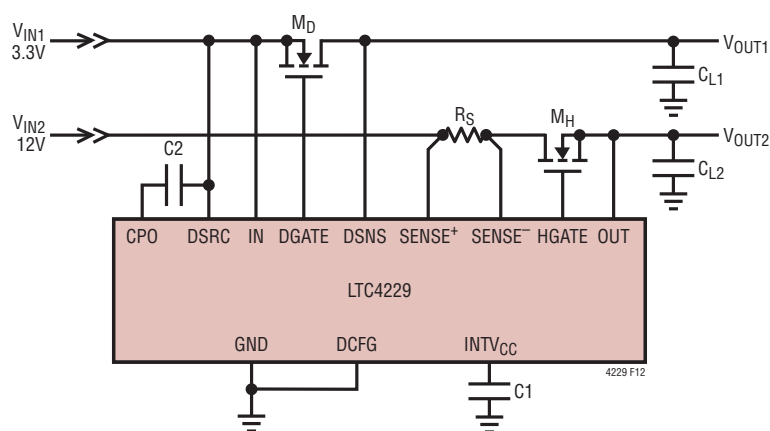 M_D
V_IN1
3.3V
V_OUT1
C_L1
V_IN2
12V
R_S
M_H
V_OUT2
C2
C_L2
CPO DSRC IN DGATE DSNS SENSE⁺ SENSE⁻ HGATE OUT
LTC4229
GND DCFG INTV_CC
4229 F12
C1